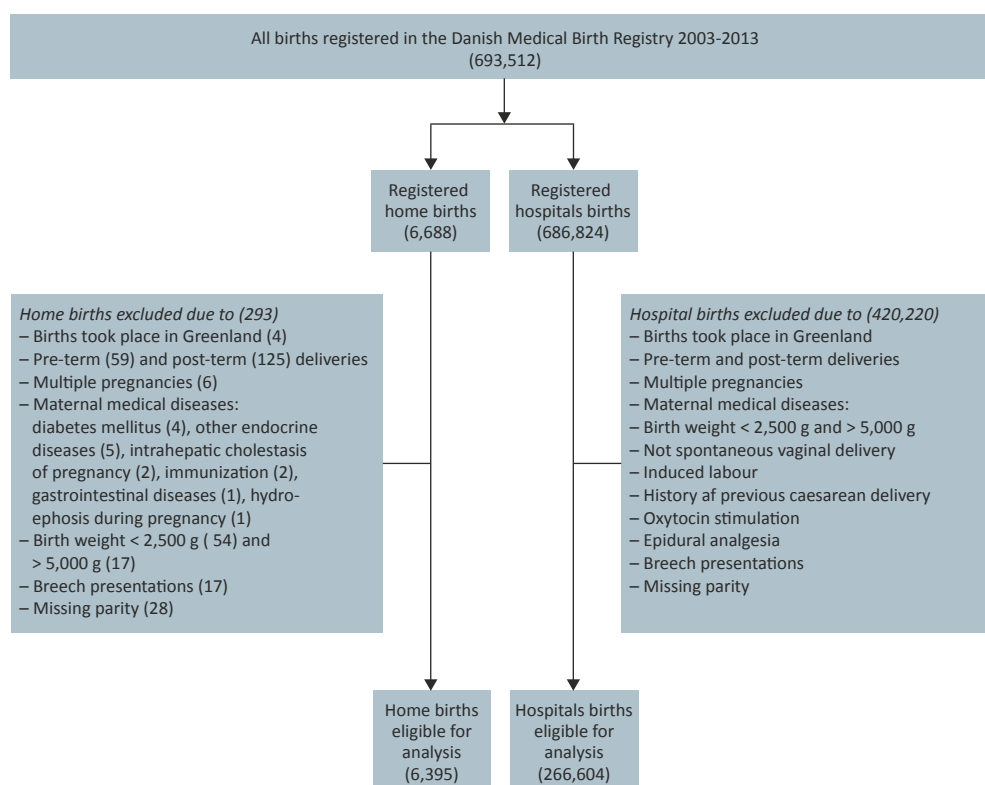 All births registered in the Danish Medical Birth Registry 2003-2013
(693,512)
Registered
home births
(6,688)
Registered
hospitals births
(686,824)
Home births excluded due to (293)
– Births took place in Greenland (4)
– Pre-term (59) and post-term (125) deliveries
– Multiple pregnancies (6)
– Maternal medical diseases:
diabetes mellitus (4), other endocrine
diseases (5), intrahepatic cholestasis
of pregnancy (2), immunization (2),
gastrointestinal diseases (1), hydro-
ephosis during pregnancy (1)
– Birth weight < 2,500 g ( 54) and
> 5,000 g (17)
– Breech presentations (17)
– Missing parity (28)
Hospital births excluded due to (420,220)
– Births took place in Greenland
– Pre-term and post-term deliveries
– Multiple pregnancies
– Maternal medical diseases:
– Birth weight < 2,500 g and > 5,000 g
– Not spontaneous vaginal delivery
– Induced labour
– History af previous caesarean delivery
– Oxytocin stimulation
– Epidural analgesia
– Breech presentations
– Missing parity
Home births
eligible for
analysis
(6,395)
Hospitals births
eligible for
analysis
(266,604)